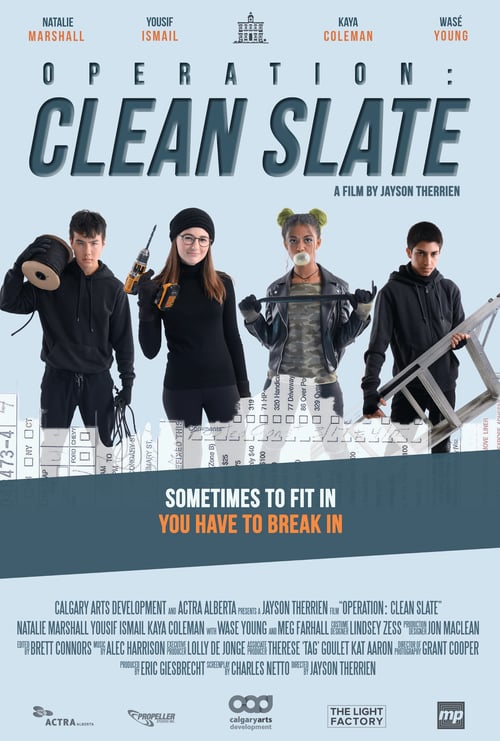 NATALIE MARSHALL
YOUSIF ISMAIL
KAYA COLEMAN
WASÉ YOUNG
OPERATION:
CLEAN SLATE
A FILM BY JAYSON THERRIEN
SOMETIMES TO FIT IN
YOU HAVE TO BREAK IN
CALGARY ARTS DEVELOPMENT AND ACTRA ALBERTA PRESENTS A JAYSON THERRIEN FILM "OPERATION: CLEAN SLATE"
NATALIE MARSHALL YOUSIF ISMAIL KAYA COLEMAN WITH WASE YOUNG AND MEG FARHALL COSTUME DESIGNER LINDSEY ZESS PRODUCTION DESIGNER JON MACLEAN
EDITED BY BRETT CONNORS MUSIC BY ALEC HARRISON EXECUTIVE PRODUCER LOLLY DE JONGE ASSOCIATE PRODUCER THERESE 'TAC' GOULET KAT AARON DIRECTOR OF PHOTOGRAPHY GRANT COOPER
PRODUCED BY ERIC GIESBRECHT SCREENPLAY BY CHARLES NETTO DIRECTED BY JAYSON THERRIEN
ACTRA ALBERTA
PROPELLER
calgaryarts
development
THE LIGHT
FACTORY
mp